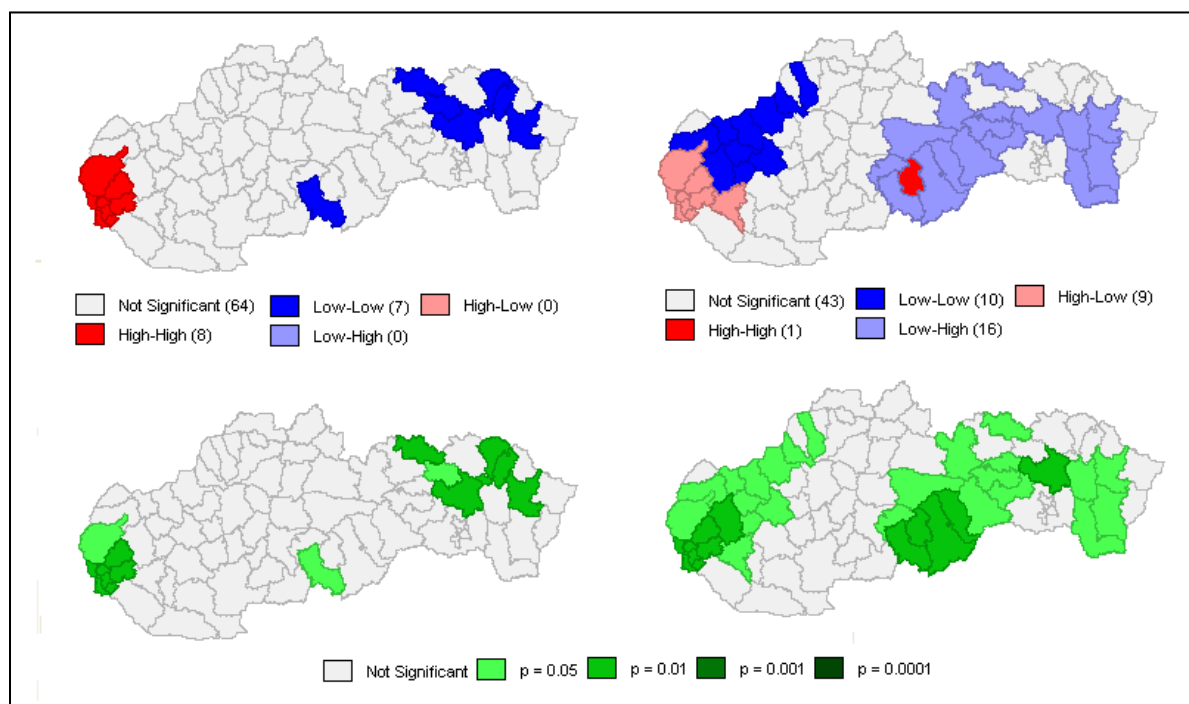 Not Significant (64) Low-Low (7) High-Low (0)
High-High (8) Low-High (0)
Not Significant (43) Low-Low (10) High-Low (9)
High-High (1) Low-High (16)
Not Significant p = 0.05 p = 0.01 p = 0.001 p = 0.0001